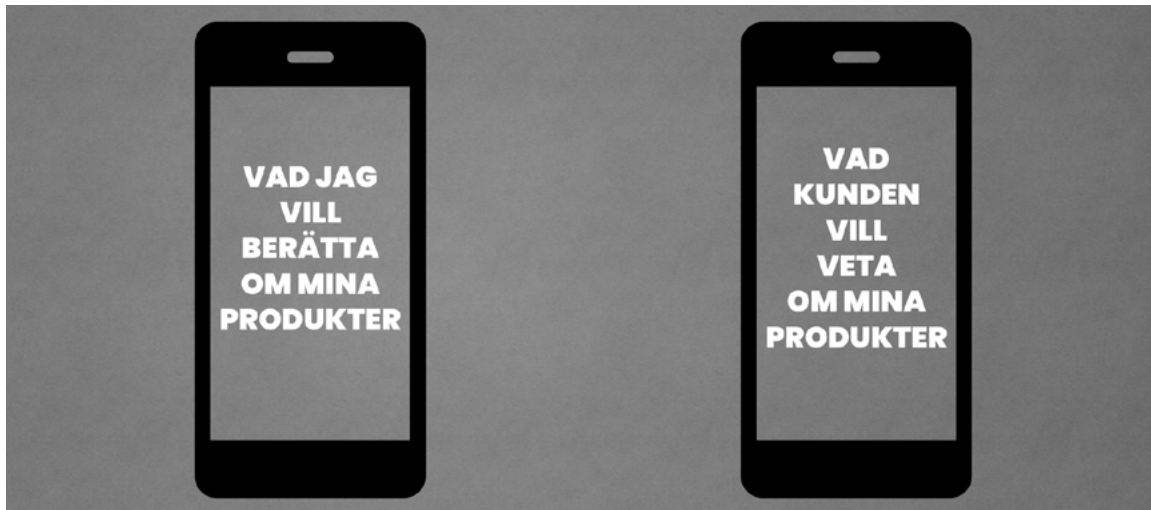 VAD JAG
VILL
BERÄTTA
OM MINA
PRODUKTER
VAD
KUNDEN
VILL
VETA
OM MINA
PRODUKTER